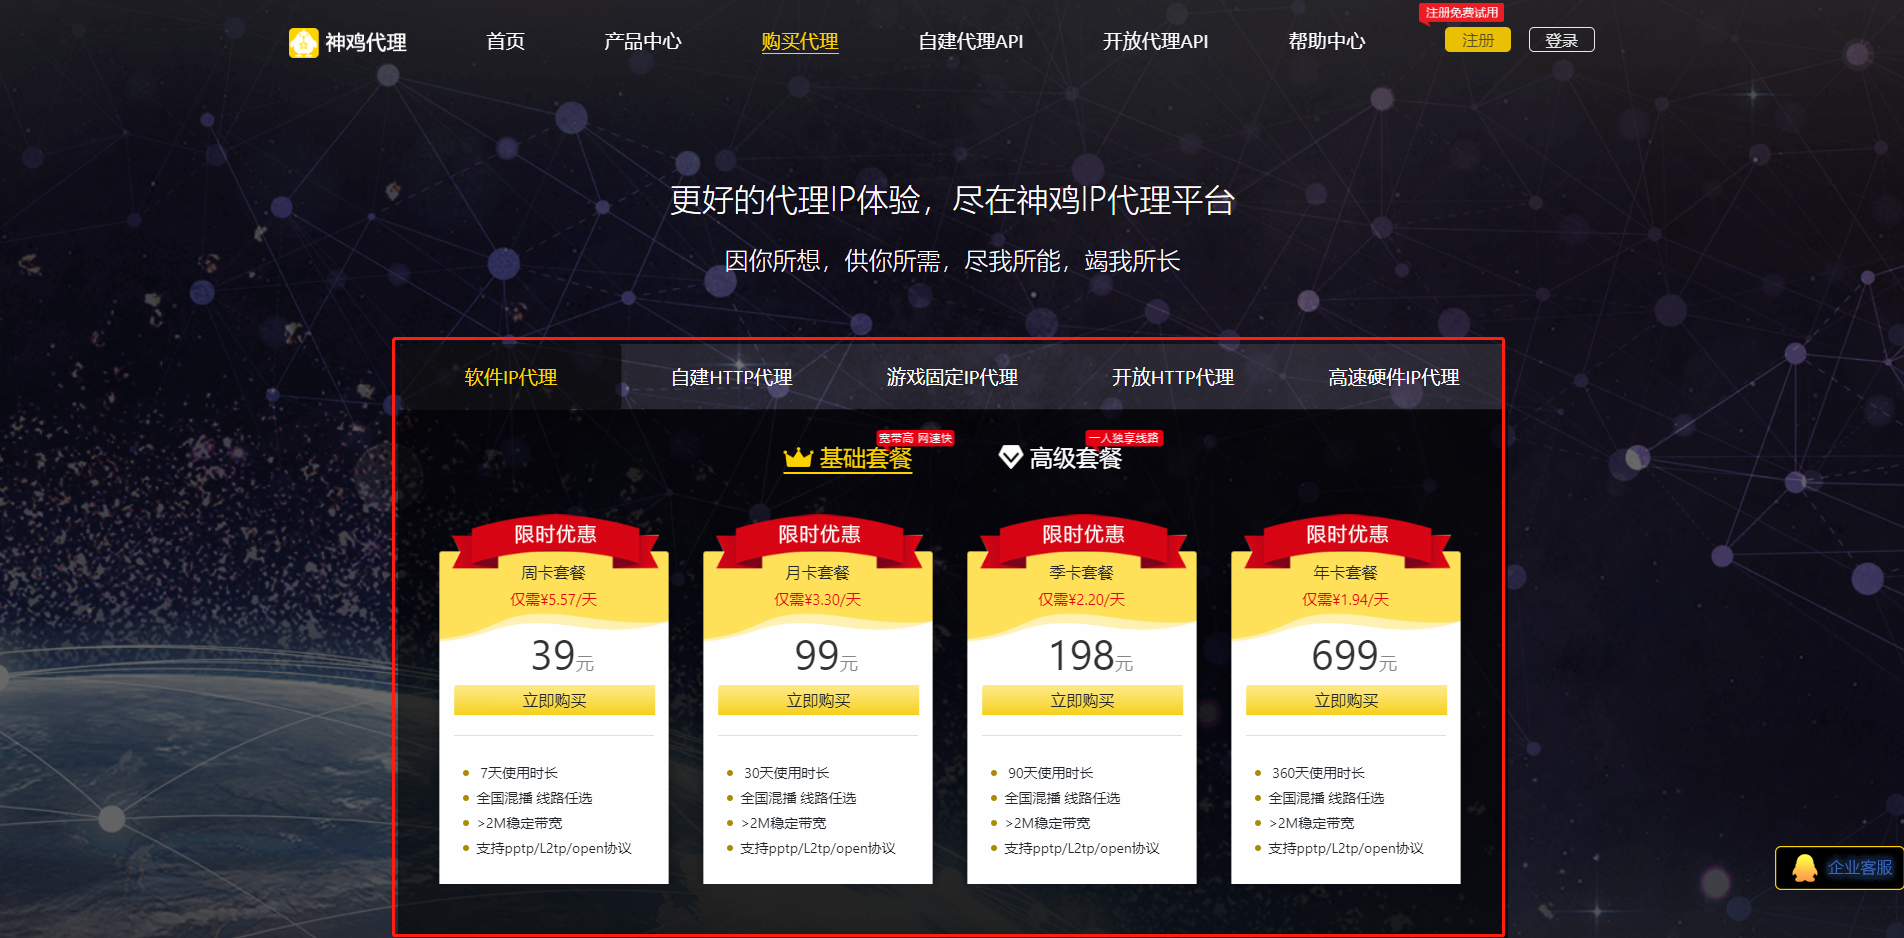 注册免费试用
神鸡代理 首页 产品中心 购买代理 自建代理API 开放代理API 帮助中心 注册 登录
更好的代理IP体验，尽在神鸡IP代理平台
因你所想，供你所需，尽我所能，竭我所长
软件IP代理 自建HTTP代理 游戏固定IP代理 开放HTTP代理 高速硬件IP代理
宽带高 网速快 一人独享线路
基础套餐 高级套餐
限时优惠
周卡套餐
仅需¥5.57/天
39元
立即购买
7天使用时长
全国混播 线路任选
>2M稳定带宽
支持pptp/L2tp/open协议
限时优惠
月卡套餐
仅需¥3.30/天
99元
立即购买
30天使用时长
全国混播 线路任选
>2M稳定带宽
支持pptp/L2tp/open协议
限时优惠
季卡套餐
仅需¥2.20/天
198元
立即购买
90天使用时长
全国混播 线路任选
>2M稳定带宽
支持pptp/L2tp/open协议
限时优惠
年卡套餐
仅需¥1.94/天
699元
立即购买
360天使用时长
全国混播 线路任选
>2M稳定带宽
支持pptp/L2tp/open协议
企业客服